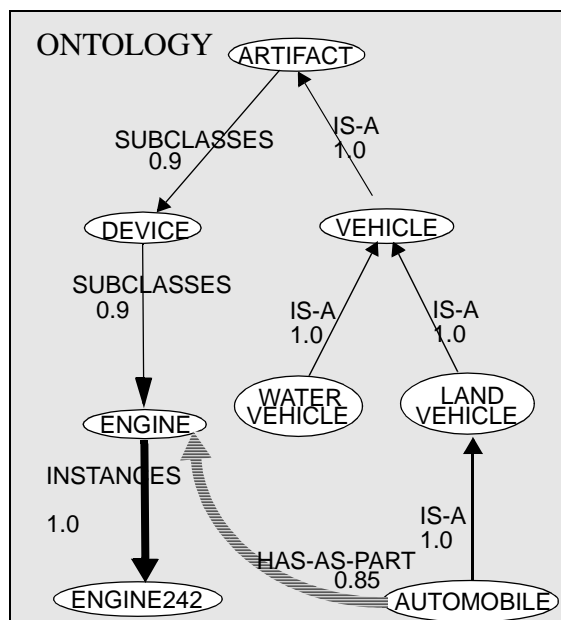 ONTOLOGY
ARTIFACT
SUBCLASSES
0.9
IS-A
1.0
DEVICE
VEHICLE
SUBCLASSES
0.9
IS-A
1.0
IS-A
1.0
WATER
VEHICLE
LAND
VEHICLE
ENGINE
INSTANCES
1.0
IS-A
1.0
HAS-AS-PART
0.85
ENGINE242
AUTOMOBILE